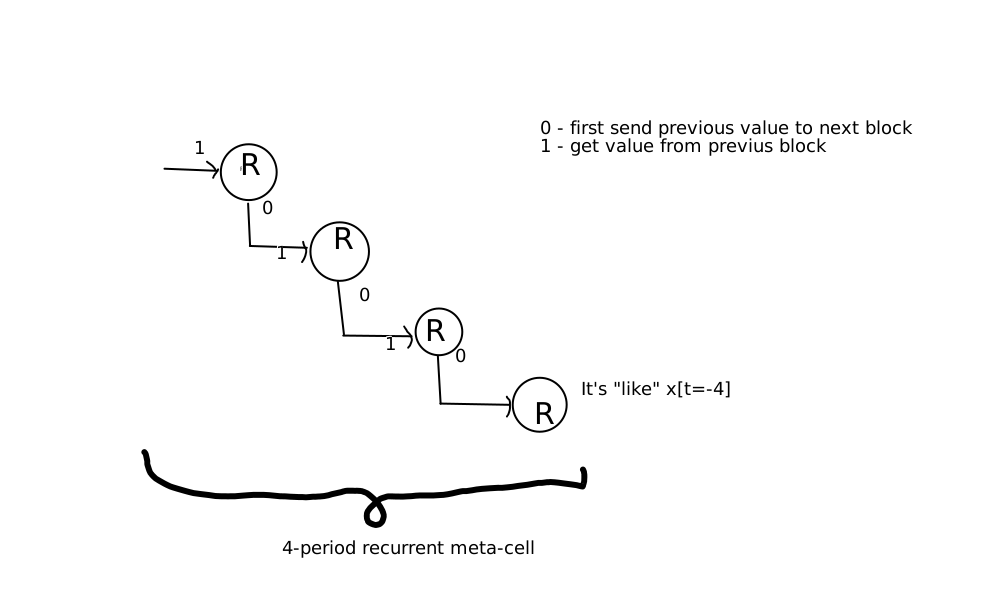 0 - first send previous value to next block
1 - get value from previus block
1
R
0
R
1
0
R
1
0
It's "like" x[t=-4]
R
4-period recurrent meta-cell